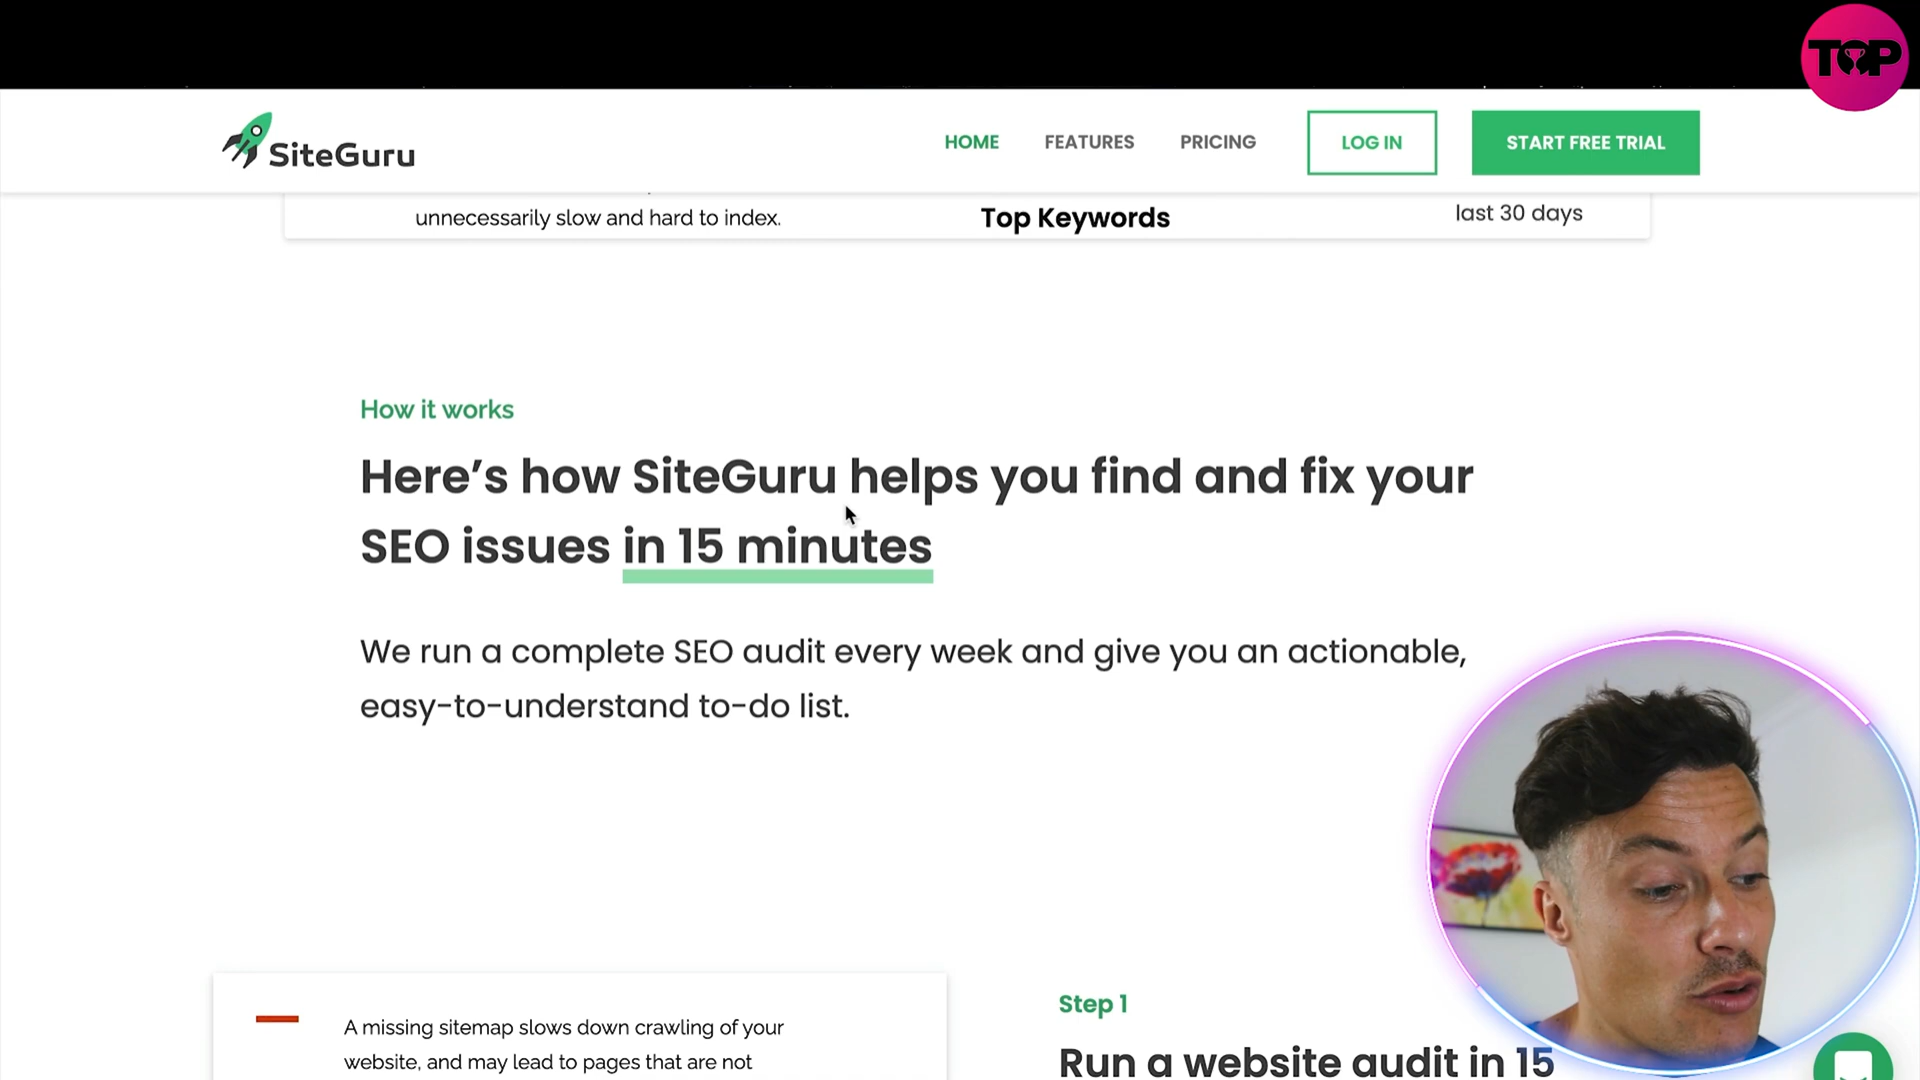 TOP
SiteGuru
HOME FEATURES PRICING LOG IN START FREE TRIAL
unnecessarily slow and hard to index.
Top Keywords
last 30 days
How it works
Here's how SiteGuru helps you find and fix your
SEO issues in 15 minutes
We run a complete SEO audit every week and give you an actionable,
easy-to-understand to-do list.
A missing sitemap slows down crawling of your
website, and may lead to pages that are not
Step 1
Run a website audit in 15